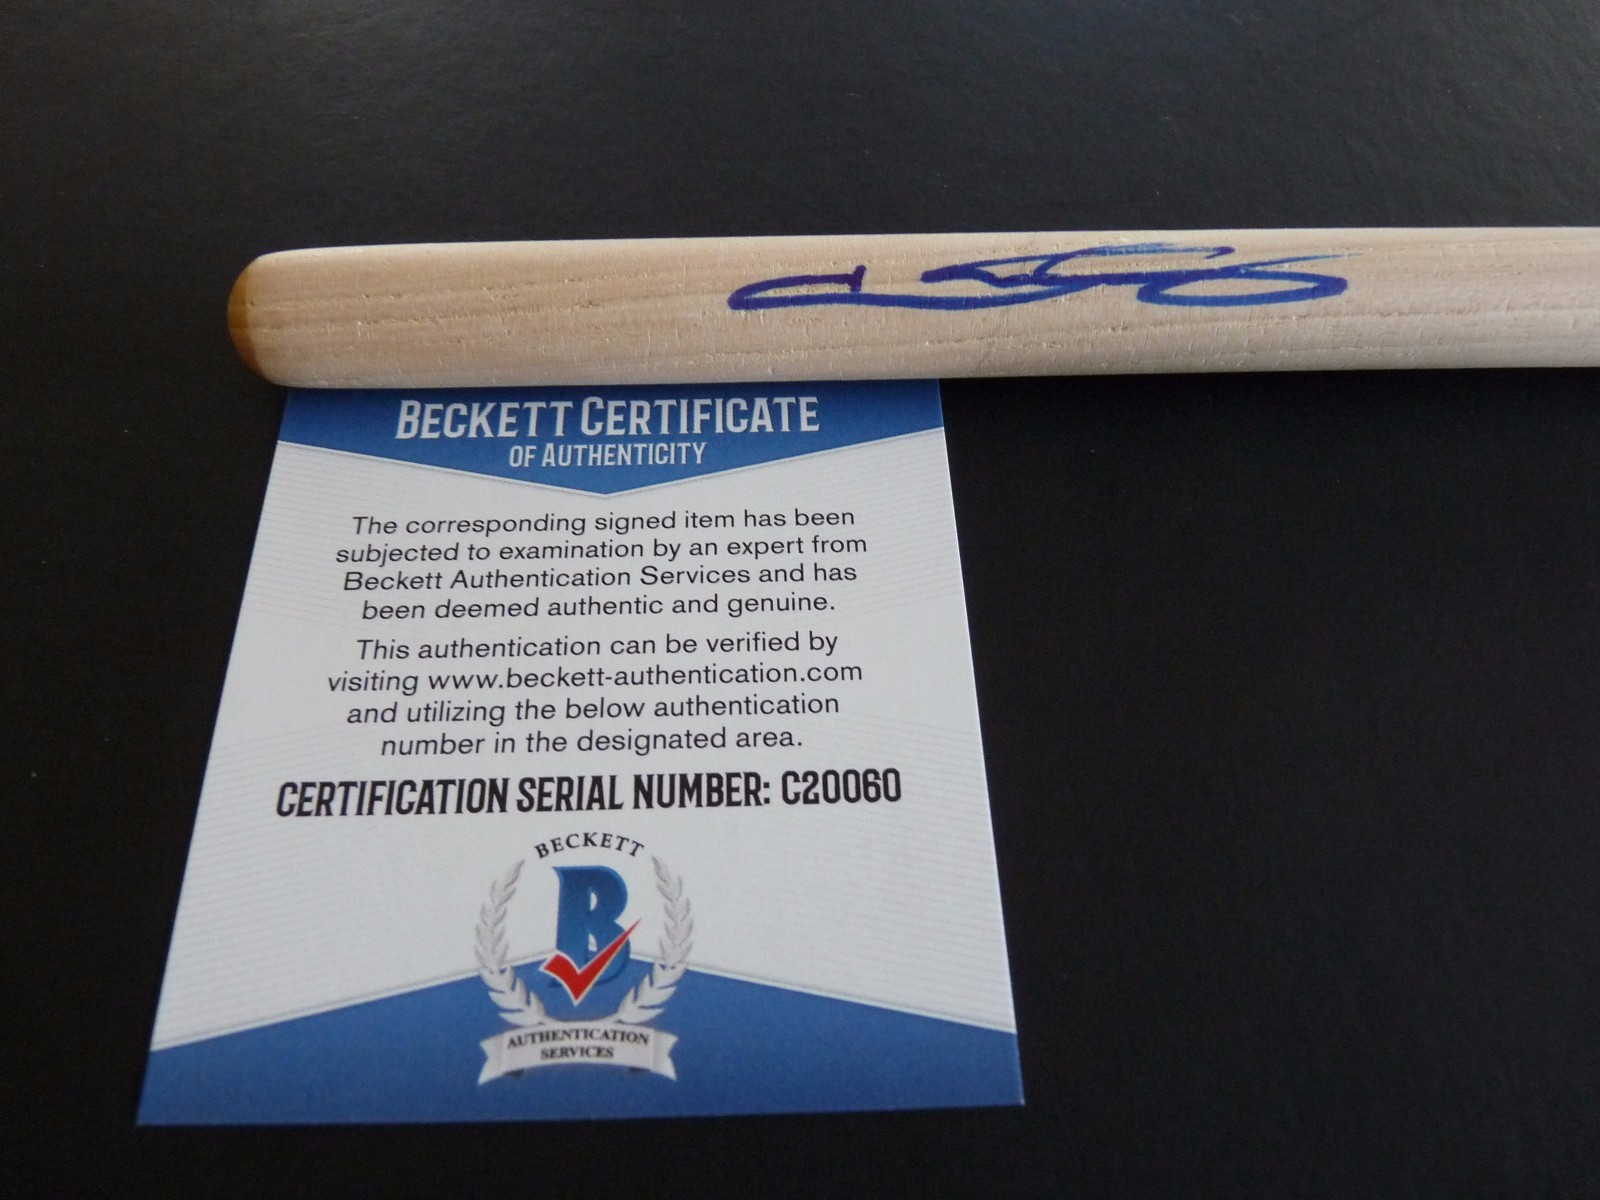 BECKETT CERTIFICATE
OF AUTHENTICITY
The corresponding signed item has been
subjected to examination by an expert from
Beckett Authentication Services and has
been deemed authentic and genuine.
This authentication can be verified by
visiting www.beckett-authentication.com
and utilizing the below authentication
number in the designated area.
CERTIFICATION SERIAL NUMBER: C20060
BECKETT
B
AUTHENTICATION
SERVICES